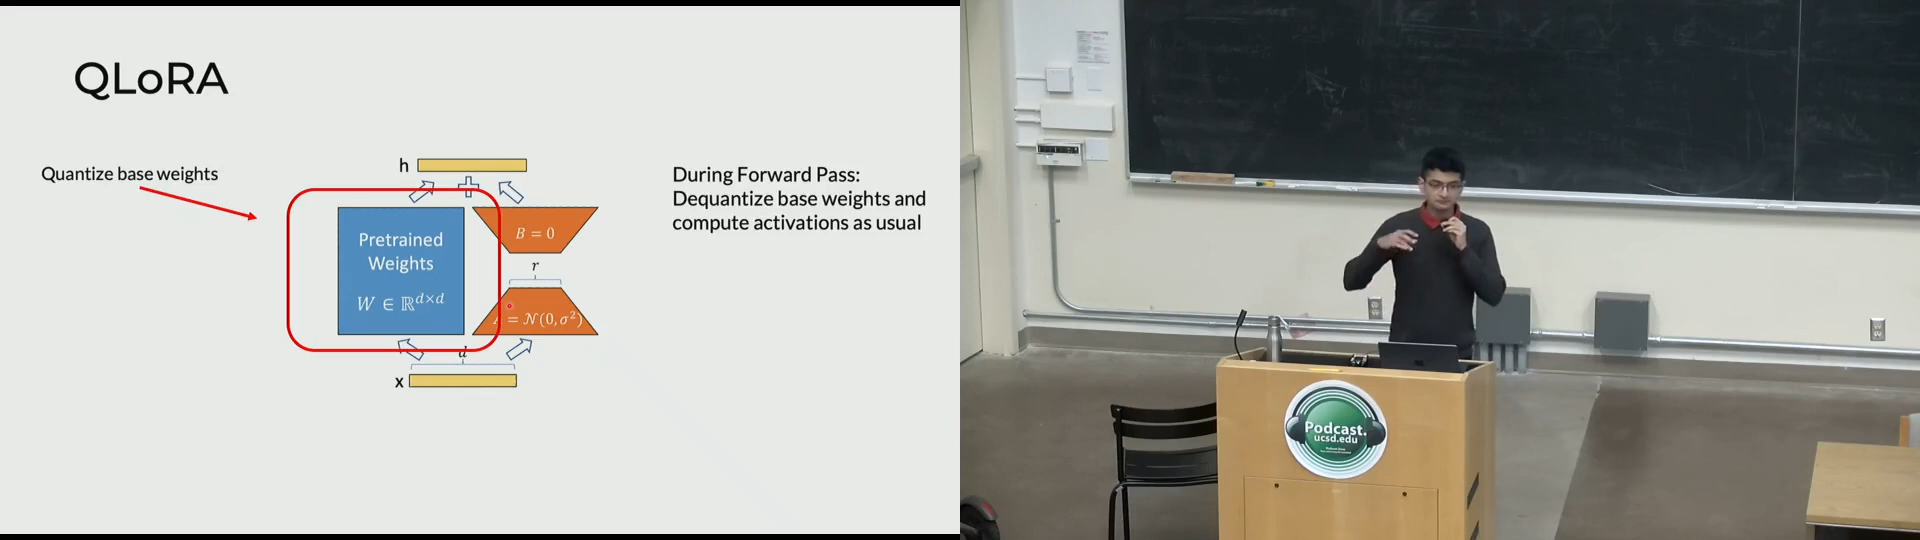 QLoRA
Quantize base weights
h
Pretrained
Weights
W ∈ ℝ^{d×d}
B = 0
r
= 𝒩(0, σ²)
d
x
During Forward Pass:
Dequantize base weights and
compute activations as usual
Podcast.
ucsd.edu